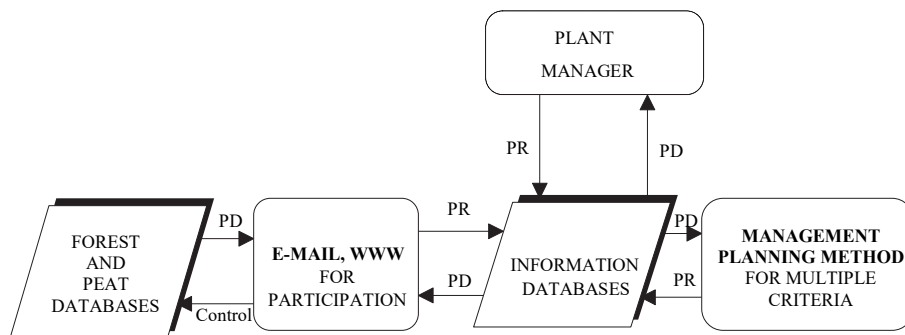 PLANT
MANAGER
PR
PD
FOREST
AND
PEAT
DATABASES
PD
Control
E-MAIL, WWW
FOR
PARTICIPATION
PR
PD
INFORMATION
DATABASES
PD
PR
MANAGEMENT
PLANNING METHOD
FOR MULTIPLE
CRITERIA